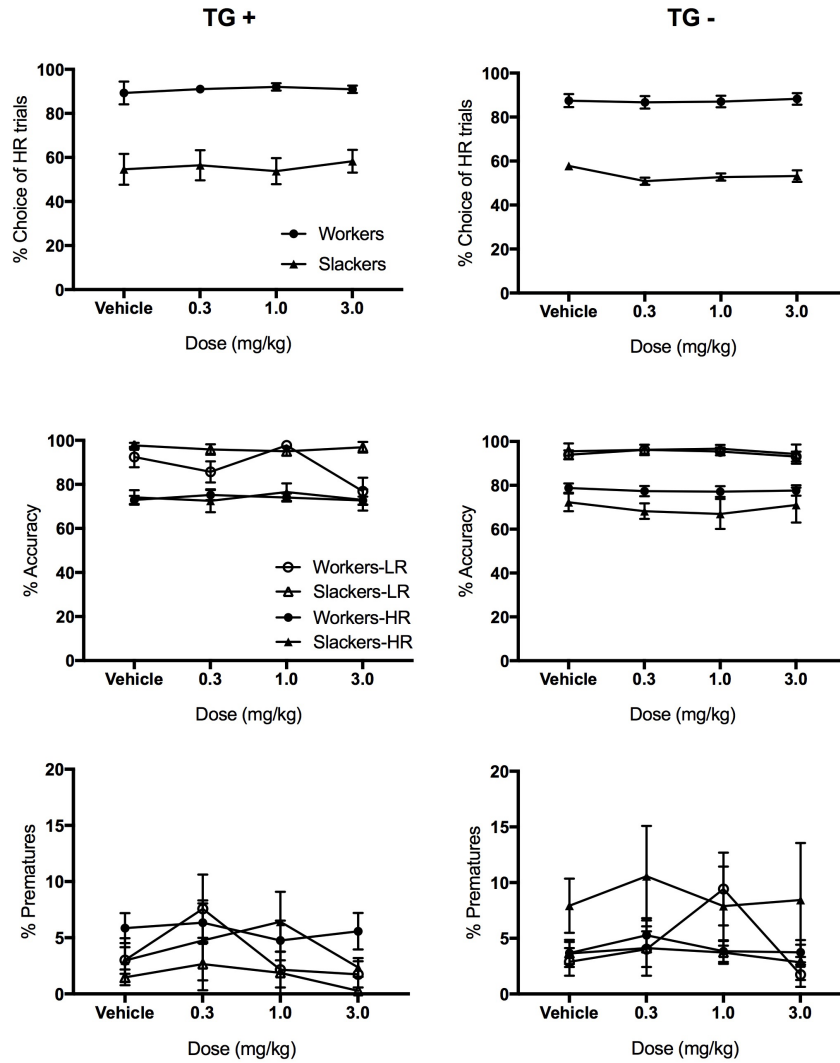 TG +
TG -
% Choice of HR trials
100
80
60
40
20
0
Workers
Slackers
Vehicle 0.3 1.0 3.0
Dose (mg/kg)
% Choice of HR trials
100
80
60
40
20
0
Vehicle 0.3 1.0 3.0
Dose (mg/kg)
% Accuracy
100
80
60
40
20
0
Workers-LR
Slackers-LR
Workers-HR
Slackers-HR
Vehicle 0.3 1.0 3.0
Dose (mg/kg)
% Accuracy
100
80
60
40
20
0
Vehicle 0.3 1.0 3.0
Dose (mg/kg)
% Prematures
20
15
10
5
0
Vehicle 0.3 1.0 3.0
Dose (mg/kg)
% Prematures
20
15
10
5
0
Vehicle 0.3 1.0 3.0
Dose (mg/kg)